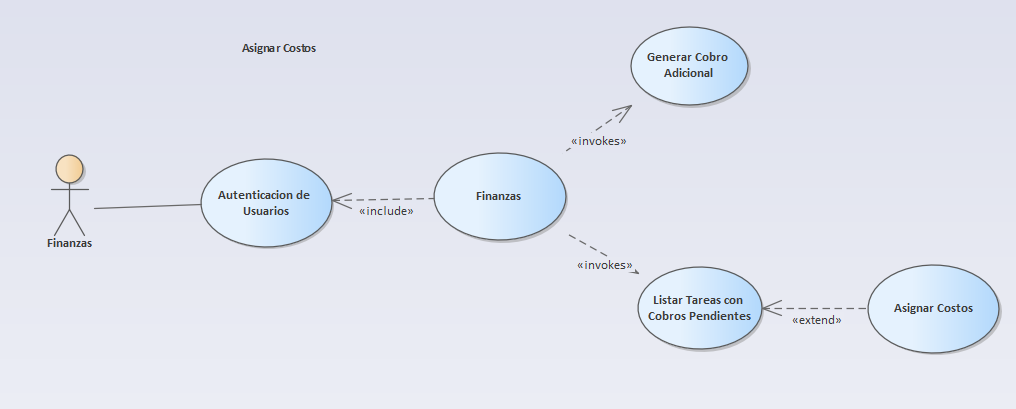 Asignar Costos
Generar Cobro
Adicional
«invokes»
Autenticacion de
Usuarios
Finanzas
«include»
Finanzas
«invokes»
Listar Tareas con
Cobros Pendientes
Asignar Costos
«extend»